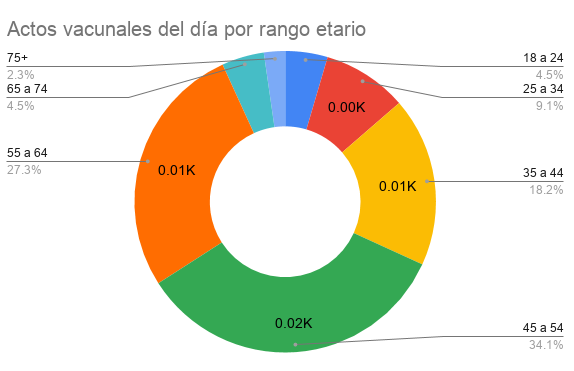 Actos vacunales del día por rango etario
75+
2.3%
65 a 74
4.5%
55 a 64
27.3%
18 a 24
4.5%
25 a 34
9.1%
35 a 44
18.2%
45 a 54
34.1%
0.00K
0.01K
0.01K
0.02K